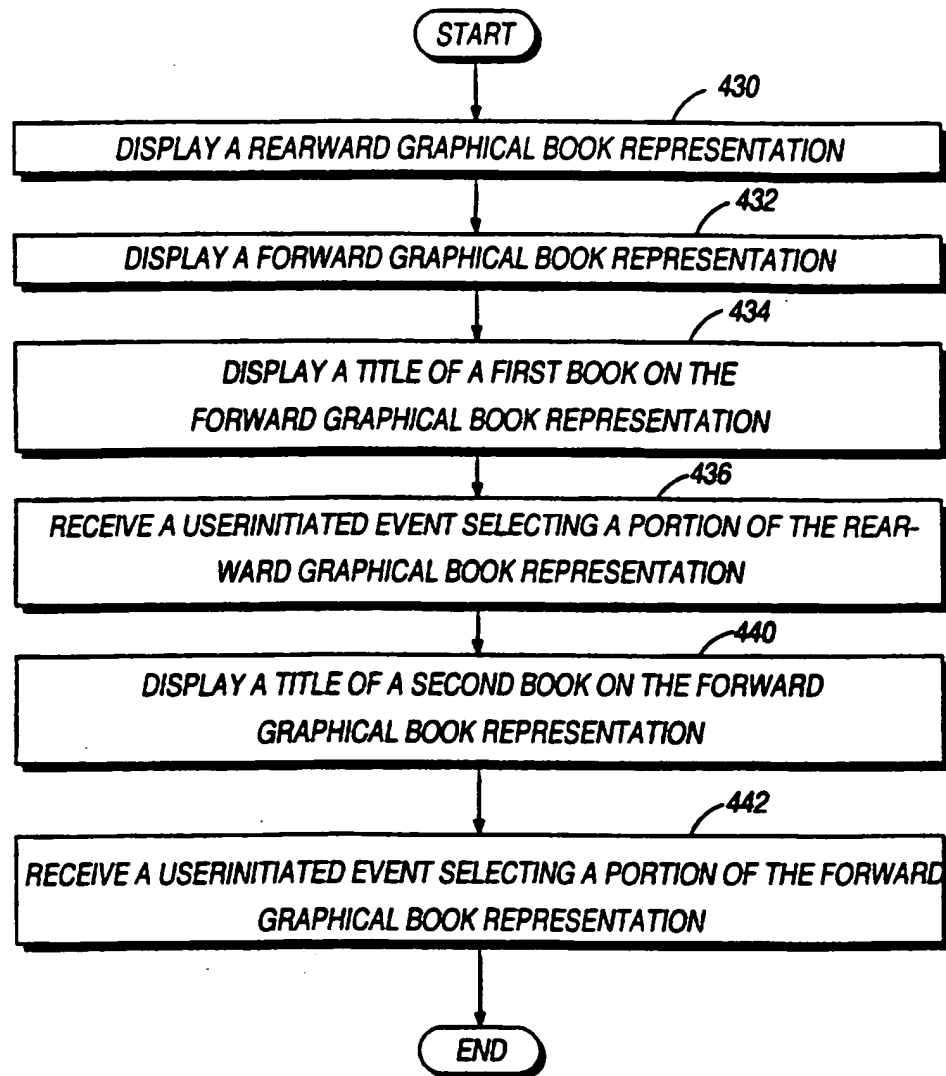 START
430
DISPLAY A REARWARD GRAPHICAL BOOK REPRESENTATION
432
DISPLAY A FORWARD GRAPHICAL BOOK REPRESENTATION
434
DISPLAY A TITLE OF A FIRST BOOK ON THE
FORWARD GRAPHICAL BOOK REPRESENTATION
436
RECEIVE A USERINITIATED EVENT SELECTING A PORTION OF THE REAR-
WARD GRAPHICAL BOOK REPRESENTATION
440
DISPLAY A TITLE OF A SECOND BOOK ON THE FORWARD
GRAPHICAL BOOK REPRESENTATION
442
RECEIVE A USERINITIATED EVENT SELECTING A PORTION OF THE FORWARD
GRAPHICAL BOOK REPRESENTATION
END